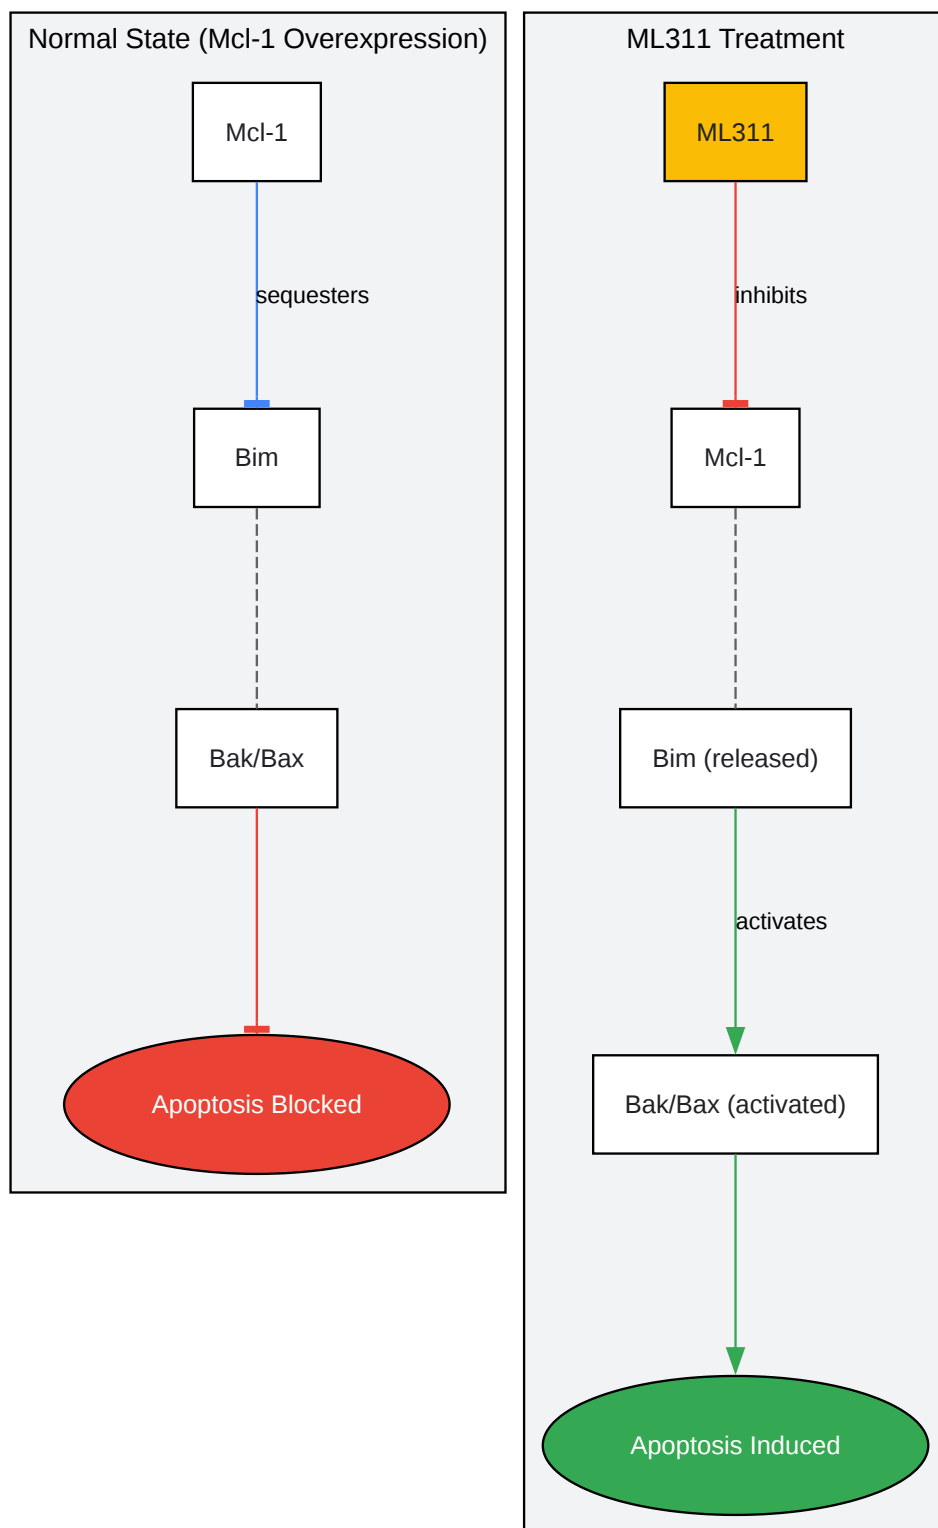 Normal State (Mcl-1 Overexpression)
Mcl-1
sequesters
Bim
Bak/Bax
Apoptosis Blocked
ML311 Treatment
ML311
inhibits
Mcl-1
Bim (released)
activates
Bak/Bax (activated)
Apoptosis Induced